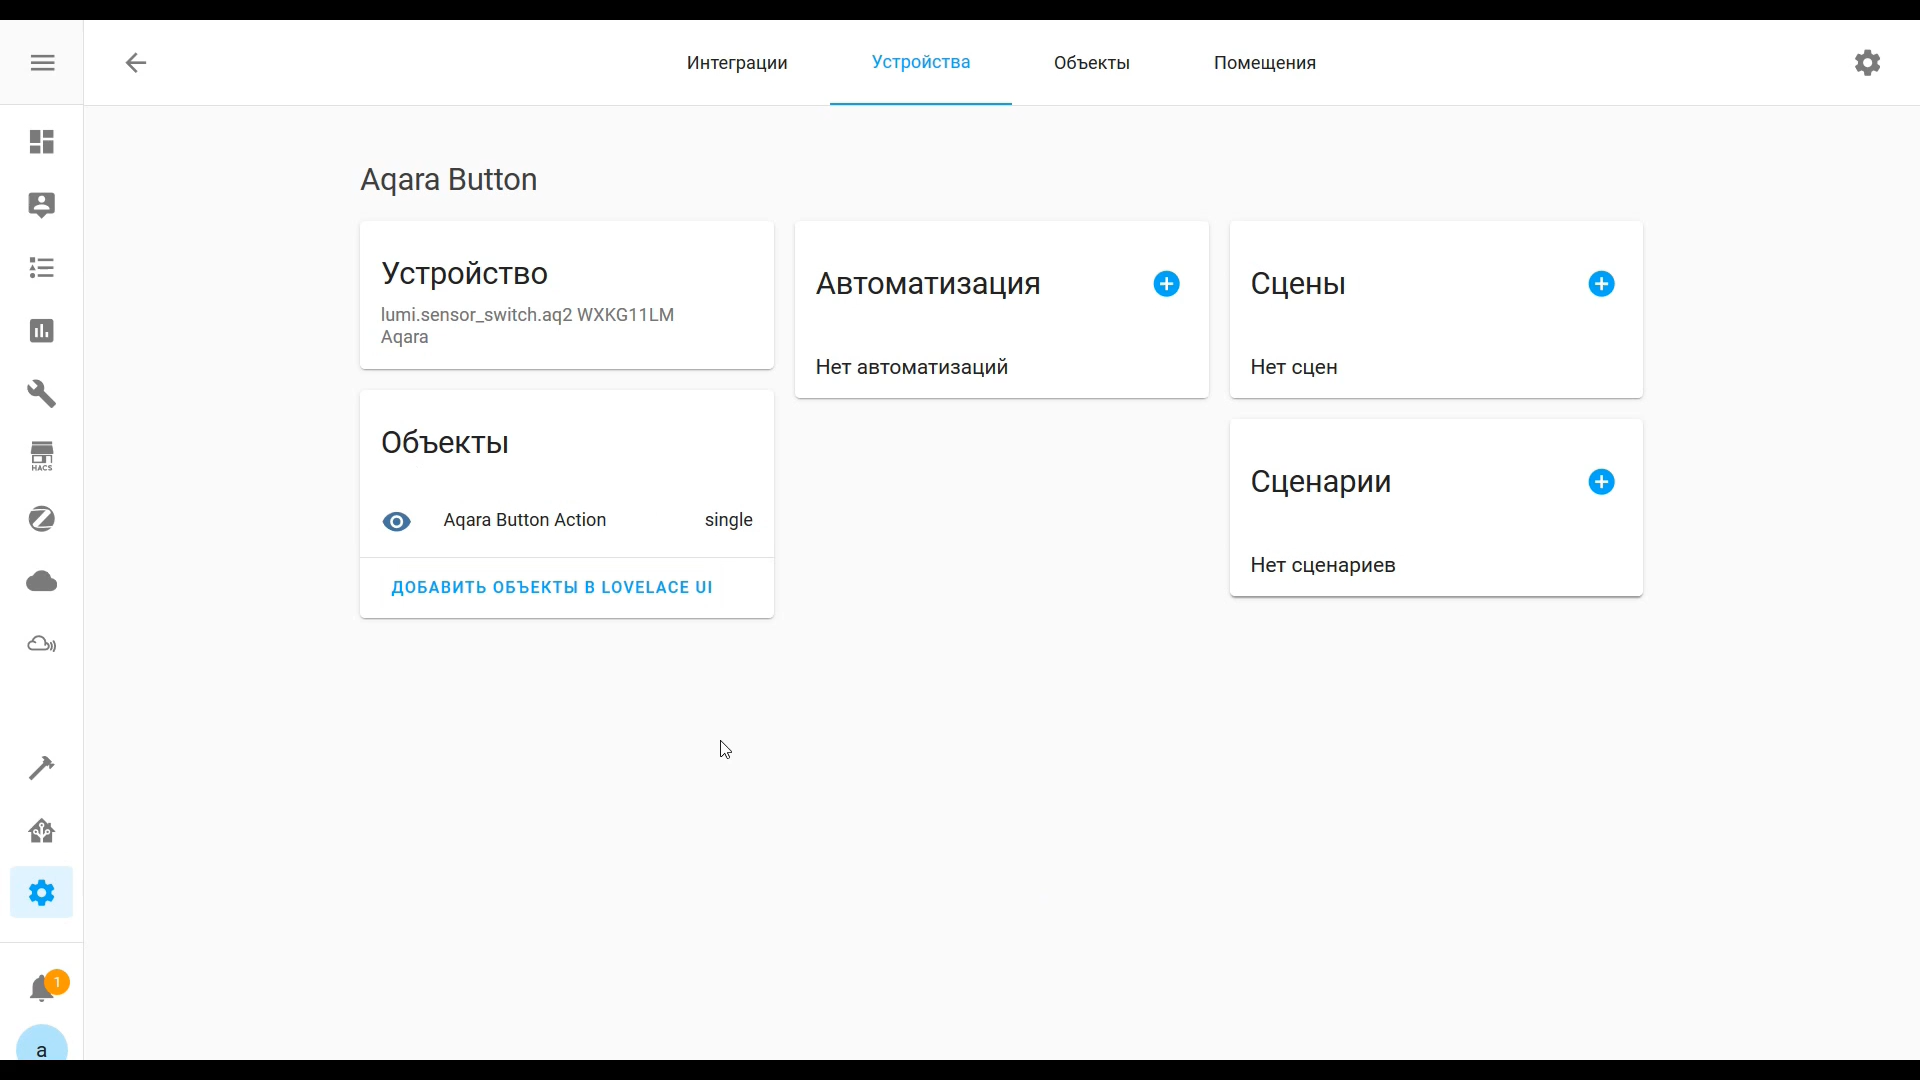 Интеграции
Устройства
Объекты
Помещения
Aqara Button
Устройство
lumi.sensor_switch.aq2 WXKG11LM
Aqara
Объекты
Aqara Button Action single
ДОБАВИТЬ ОБЪЕКТЫ В LOVELACE UI
Автоматизация
Нет автоматизаций
Сцены
Нет сцен
Сценарии
Нет сценариев
HACS
1
a